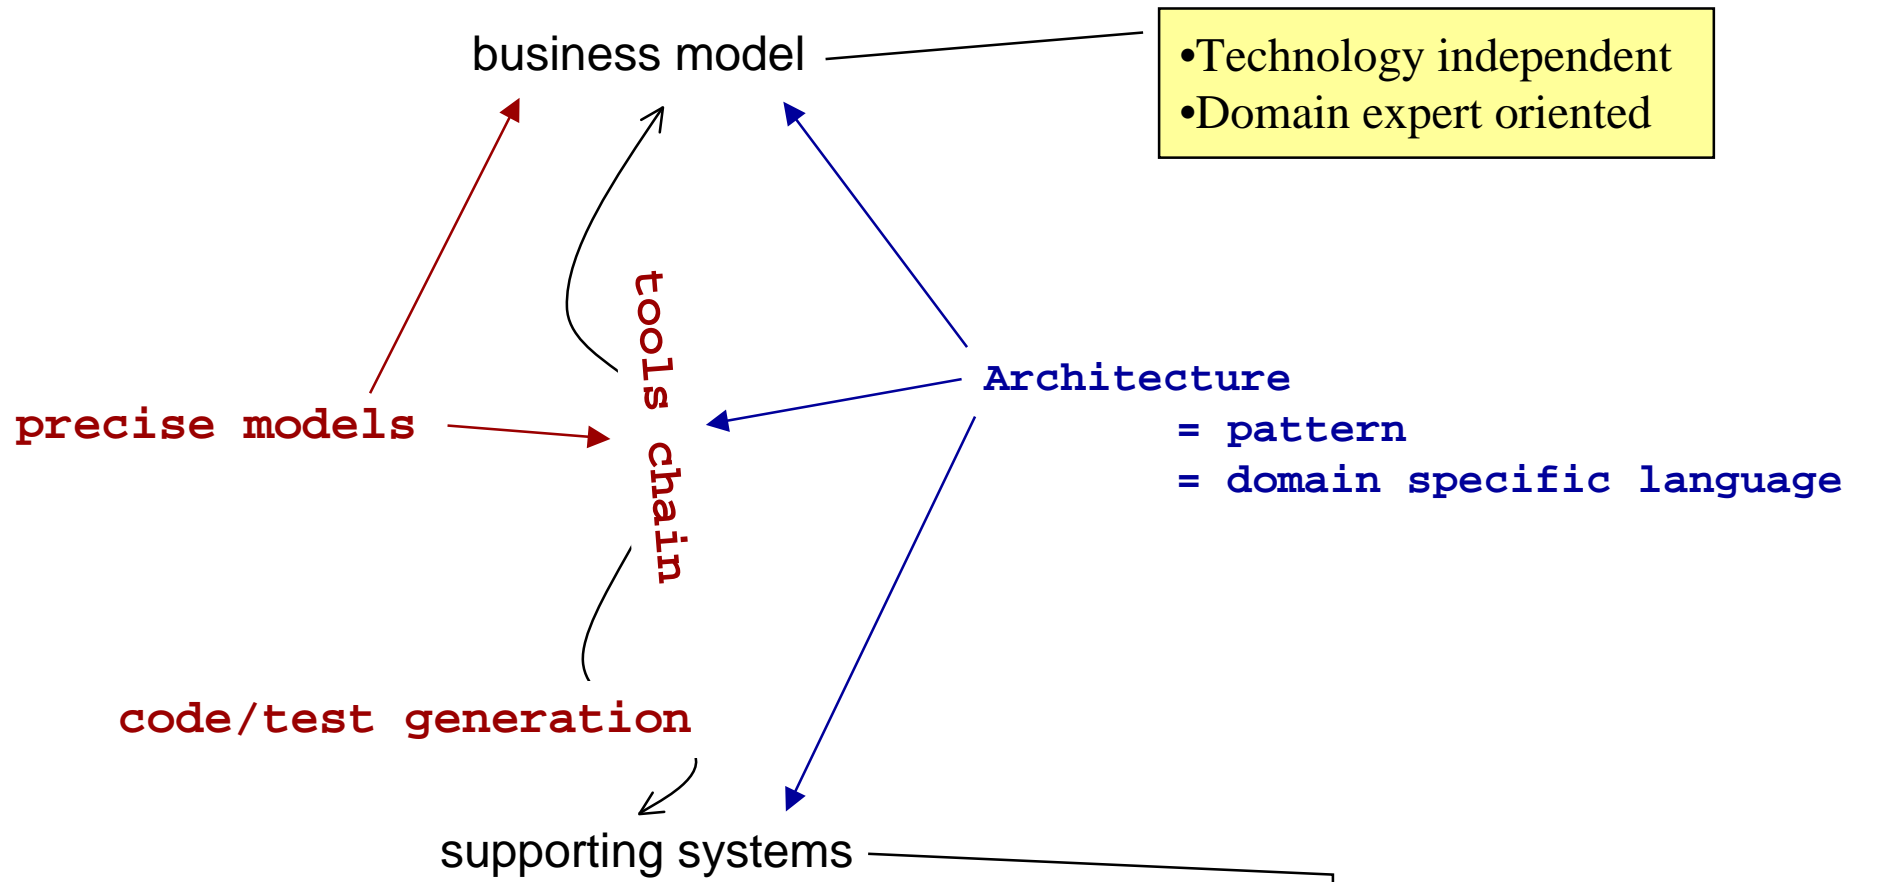 business model
•Technology independent
•Domain expert oriented
tools chain
Architecture
= pattern
= domain specific language
precise models
code/test generation
supporting systems